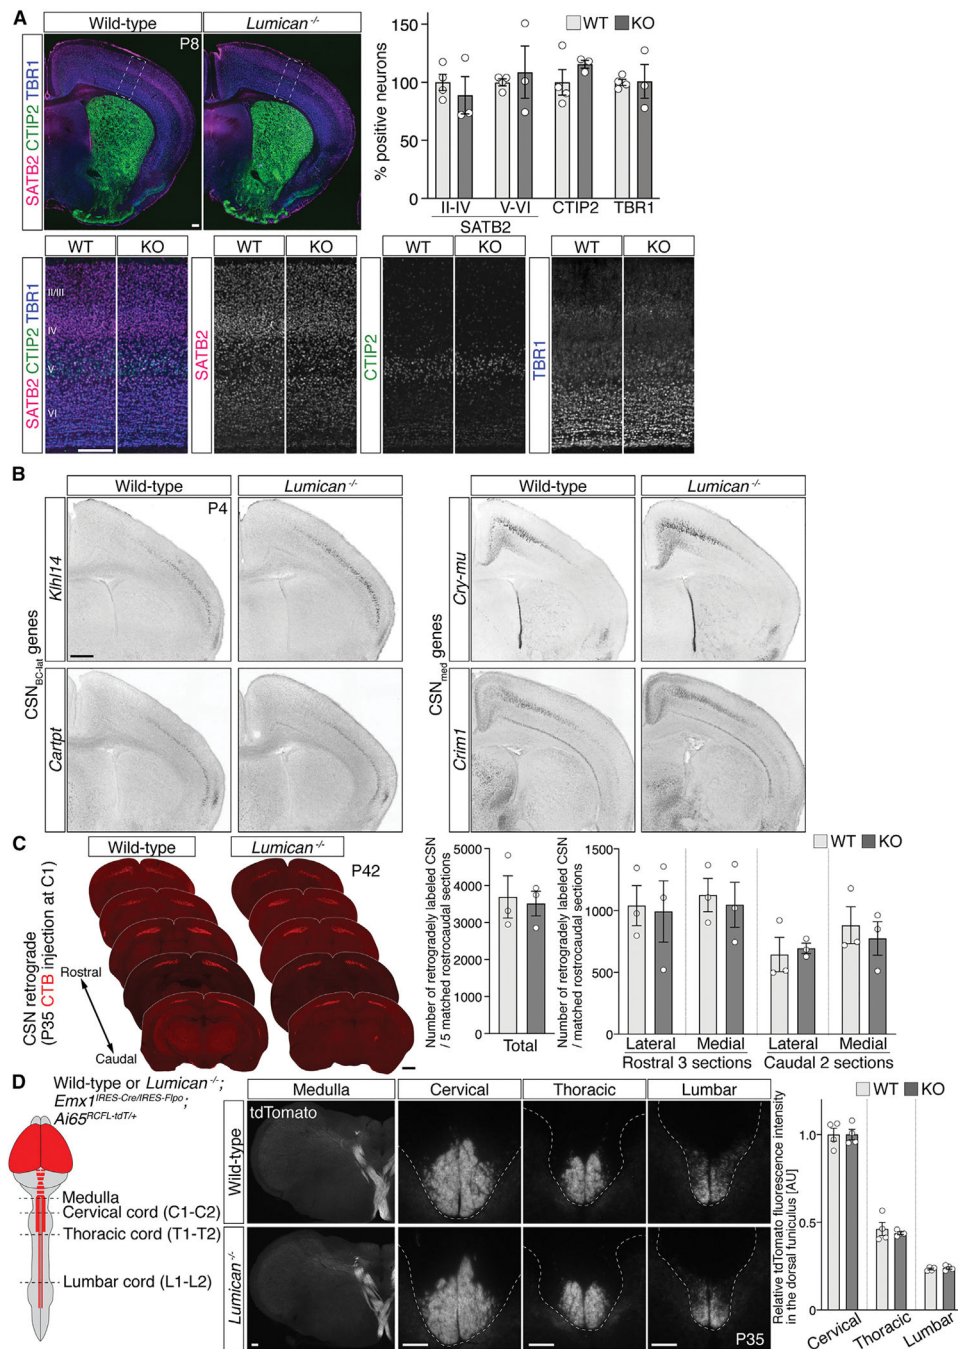 A
Wild-type
Lumican-/-
P8
SATB2 CTIP2 TBR1
WT KO
% positive neurons
150
100
50
0
II-IV V-VI CTIP2 TBR1
SATB2
WT KO WT KO WT KO WT KO
SATB2 CTIP2 TBR1
II/III
IV
V
VI
SATB2
CTIP2
TBR1
B
Wild-type
Lumican-/-
Wild-type
Lumican-/-
P4
CSNBC-lat genes
Klhl14
Cartpt
CSNmed genes
Cry-mu
Crim1
C
Wild-type
Lumican-/-
P42
CSN retrograde
(P35 CTB injection at C1)
Rostral
Caudal
Number of retrogradely labeled CSN
/ 5 matched rostrocaudal sections
5000
4000
3000
2000
1000
0
Total
WT KO
Number of retrogradely labeled CSN
/ matched rostrocaudal sections
1500
1000
500
0
Lateral Medial Lateral Medial
Rostral 3 sections Caudal 2 sections
D
Wild-type or Lumican-/-;
Emx1IRES-Cre/IRES-Flpo;
Ai65RCFL-tdT/+
Medulla
Cervical cord (C1-C2)
Thoracic cord (T1-T2)
Lumbar cord (L1-L2)
Medulla Cervical Thoracic Lumbar
tdTomato
Wild-type
Lumican-/-
P35
WT KO
Relative tdTomato fluorescence intensity
in the dorsal funiculus [AU]
1.0
0.5
0
Cervical
Thoracic
Lumbar